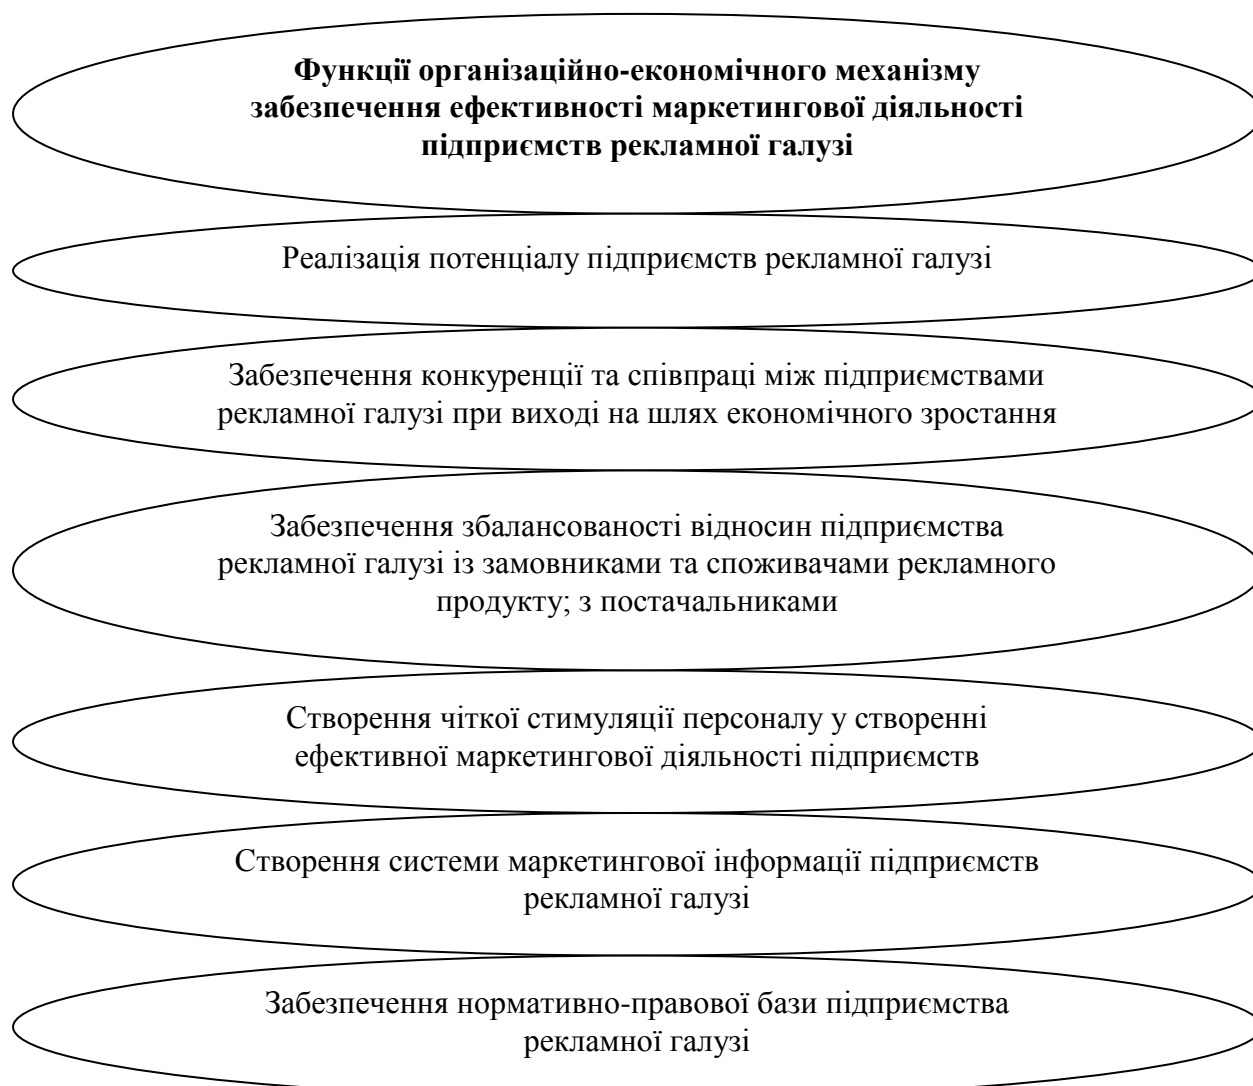 Функції організаційно-економічного механізму
забезпечення ефективності маркетингової діяльності
підприємств рекламної галузі
Реалізація потенціалу підприємств рекламної галузі
Забезпечення конкуренції та співпраці між підприємствами
рекламної галузі при виході на шлях економічного зростання
Забезпечення збалансованості відносин підприємства
рекламної галузі із замовниками та споживачами рекламного
продукту; з постачальниками
Створення чіткої стимуляції персоналу у створенні
ефективної маркетингової діяльності підприємств
Створення системи маркетингової інформації підприємств
рекламної галузі
Забезпечення нормативно-правової бази підприємства
рекламної галузі